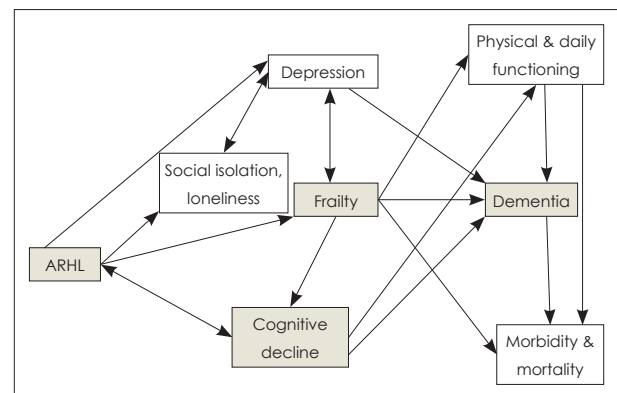 Physical & daily
functioning
Depression
Social isolation,
loneliness
Frailty
Dementia
ARHL
Cognitive
decline
Morbidity &
mortality